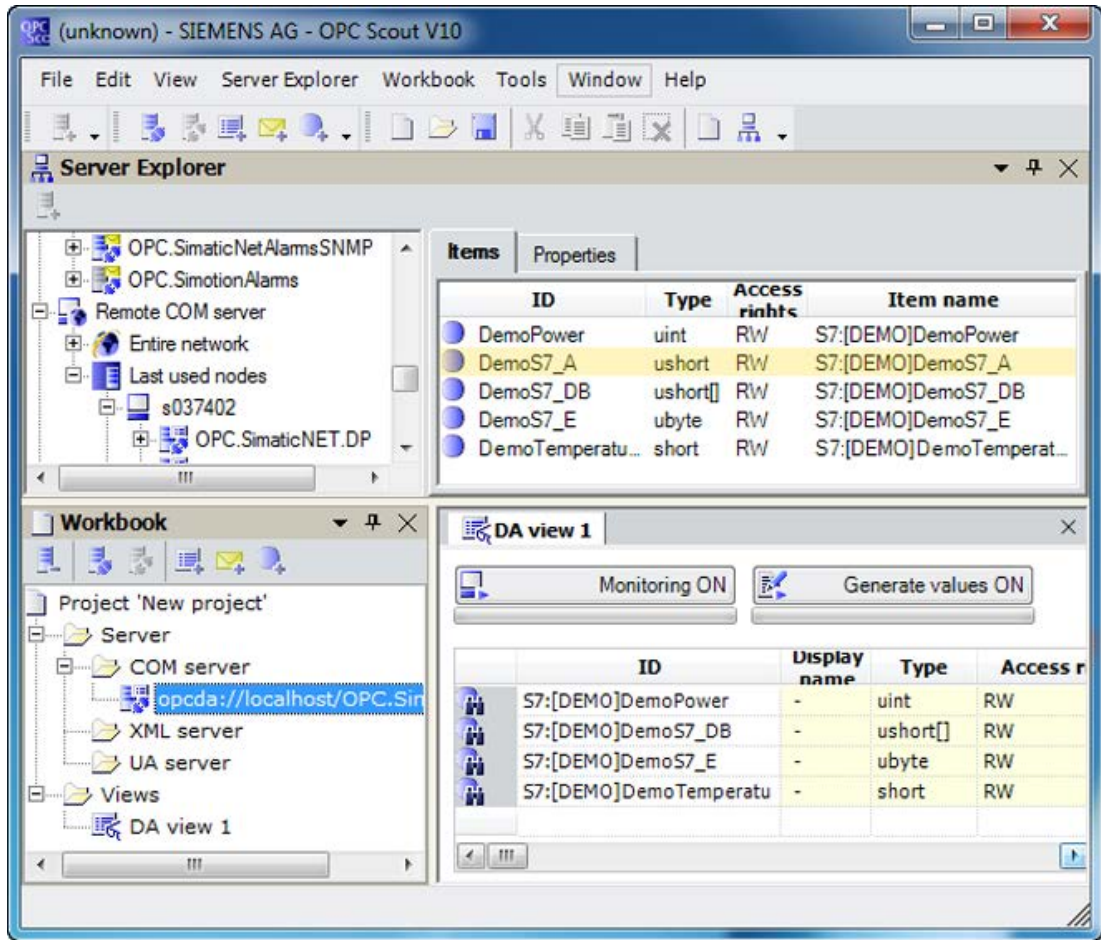 OPC Scc (unknown) - SIEMENS AG - OPC Scout V10
File Edit View Server Explorer Workbook Tools Window Help
Server Explorer
OPC.SimaticNetAlarmsSNMP
OPC.SimotionAlarms
Remote COM server
Entire network
Last used nodes
s037402
OPC.SimaticNET.DP
Items Properties
ID Type Access rights Item name
DemoPower uint RW S7:[DEMO]DemoPower
DemoS7_A ushort RW S7:[DEMO]DemoS7_A
DemoS7_DB ushort[] RW S7:[DEMO]DemoS7_DB
DemoS7_E ubyte RW S7:[DEMO]DemoS7_E
DemoTemperatu... short RW S7:[DEMO]DemoTemperat...
Workbook
Project 'New project'
Server
COM server
opcda://localhost/OPC.Sim
XML server
UA server
Views
DA view 1
DA view 1
Monitoring ON Generate values ON
ID Display name Type Access r
S7:[DEMO]DemoPower - uint RW
S7:[DEMO]DemoS7_DB - ushort[] RW
S7:[DEMO]DemoS7_E - ubyte RW
S7:[DEMO]DemoTemperatu - short RW